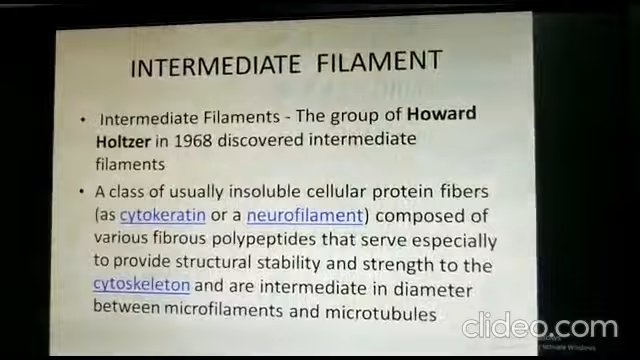 INTERMEDIATE FILAMENT
• Intermediate Filaments - The group of Howard
Holtzer in 1968 discovered intermediate
filaments
• A class of usually insoluble cellular protein fibers
(as cytokeratin or a neurofilament) composed of
various fibrous polypeptides that serve especially
to provide structural stability and strength to the
cytoskeleton and are intermediate in diameter
between microfilaments and microtubules
clideo.com